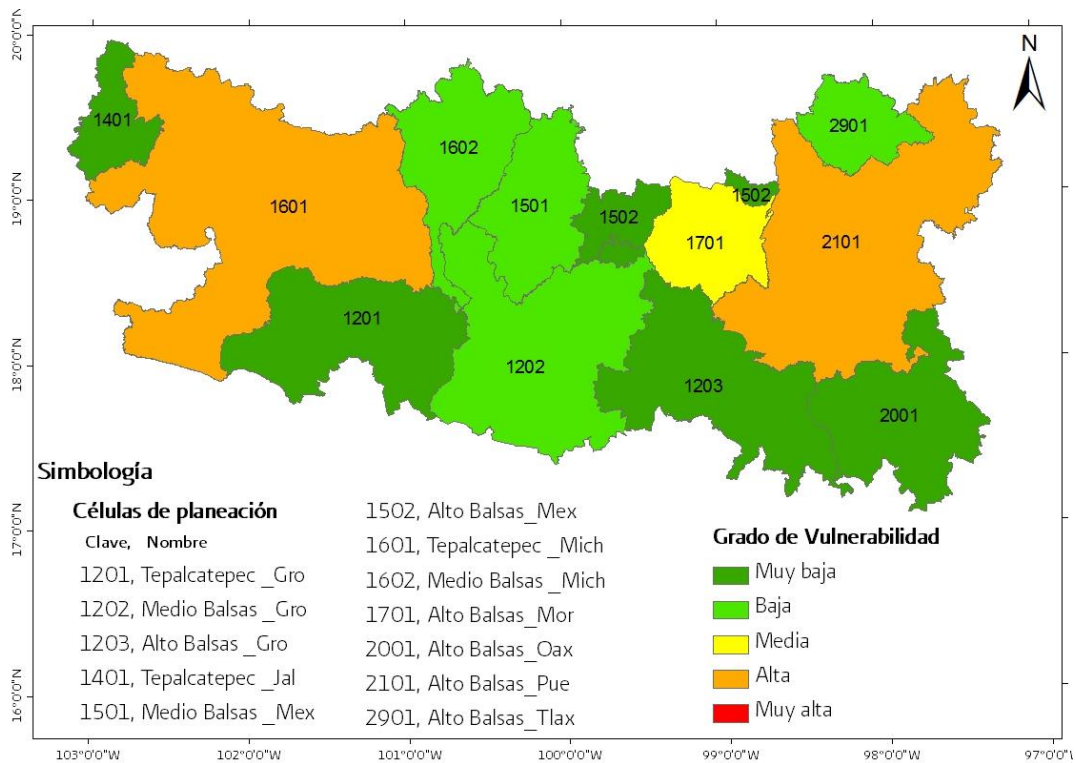 N
20°0'0"N
19°0'0"N
18°0'0"N
17°0'0"N
16°0'0"N
1401
1601
1602
1501
1502
1701
1502
2901
2101
1201
1202
1203
2001
Simbología
Células de planeación
Clave, Nombre
1201, Tepalcatepec _Gro
1202, Medio Balsas _Gro
1203, Alto Balsas _Gro
1401, Tepalcatepec _Jal
1501, Medio Balsas _Mex
1502, Alto Balsas_Mex
1601, Tepalcatepec _Mich
1602, Medio Balsas_Mich
1701, Alto Balsas_Mor
2001, Alto Balsas_Oax
2101, Alto Balsas_Pue
2901, Alto Balsas_Tlax
Grado de Vulnerabilidad
Muy baja
Baja
Media
Alta
Muy alta
103°0'0"W
102°0'0"W
101°0'0"W
100°0'0"W
99°0'0"W
98°0'0"W
97°0'0"W